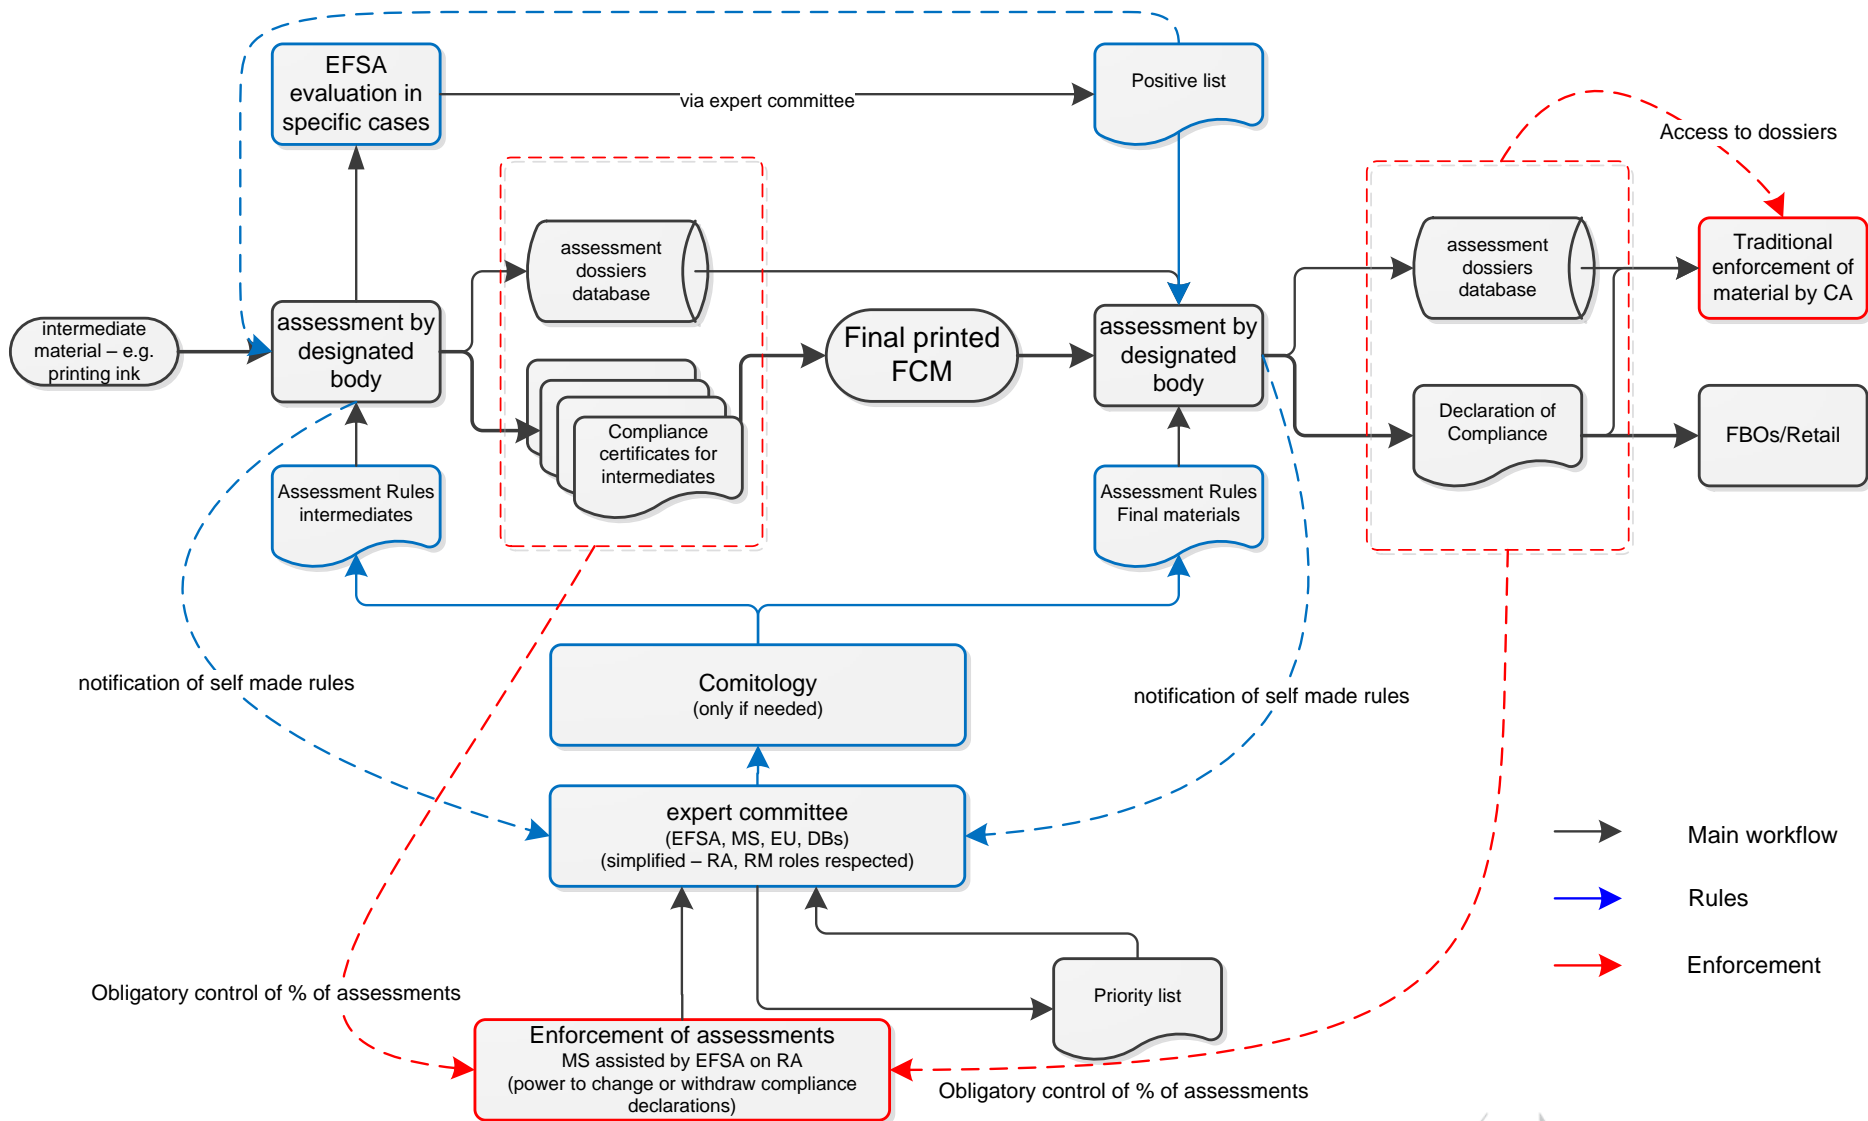 EFSA
evaluation in
specific cases
via expert committee
Positive list
Access to dossiers
assessment
dossiers
database
assessment
dossiers
database
Traditional
enforcement of
material by CA
intermediate
material – e.g.
printing ink
assessment by
designated
body
Final printed
FCM
assessment by
designated
body
Compliance
certificates for
intermediates
Declaration of
Compliance
FBOs/Retail
Assessment Rules
intermediates
Assessment Rules
Final materials
notification of self made rules
Comitology
(only if needed)
notification of self made rules
expert committee
(EFSA, MS, EU, DBs)
(simplified – RA, RM roles respected)
Main workflow
Rules
Enforcement
Obligatory control of % of assessments
Priority list
Enforcement of assessments
MS assisted by EFSA on RA
(power to change or withdraw compliance
declarations)
Obligatory control of % of assessments